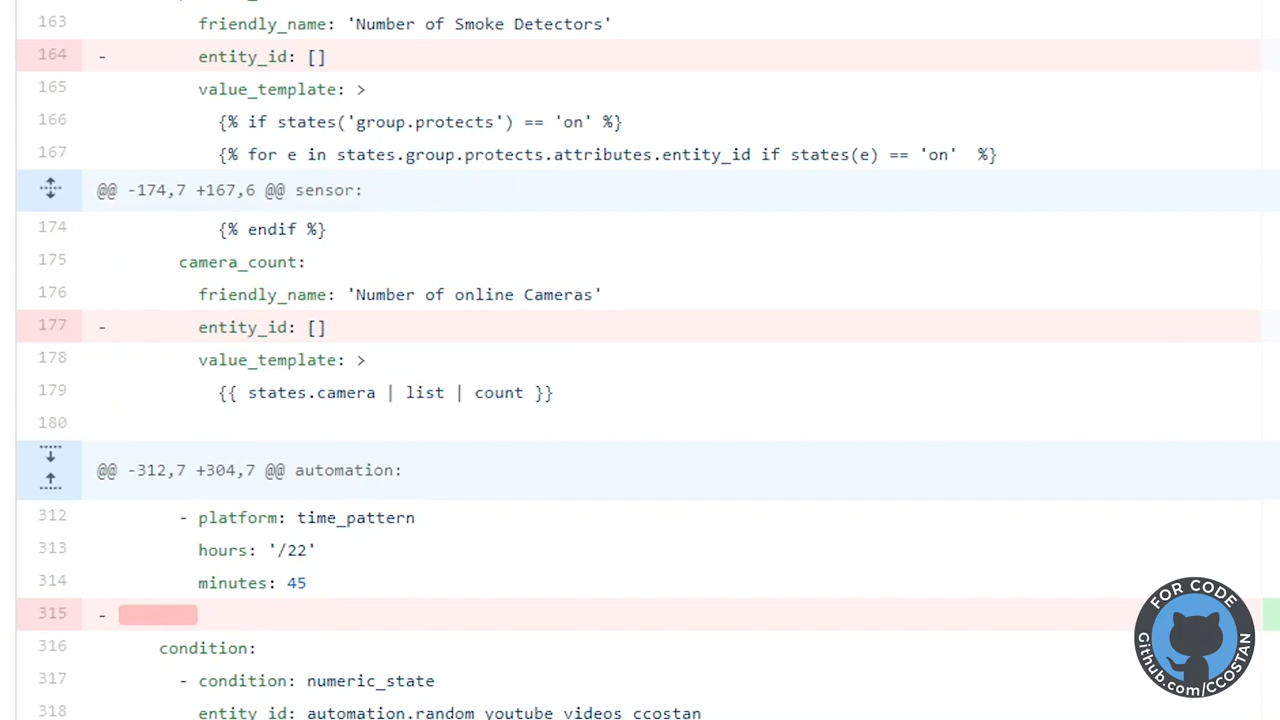 163 friendly_name: 'Number of Smoke Detectors'
164 - entity_id: []
165 value_template: >
166 {% if states('group.protects') == 'on' %}
167 {% for e in states.group.protects.attributes.entity_id if states(e) == 'on'  %}
@@ -174,7 +167,6 @@ sensor:
174 {% endif %}
175 camera_count:
176 friendly_name: 'Number of online Cameras'
177 - entity_id: []
178 value_template: >
179 {{ states.camera | list | count }}
180
@@ -312,7 +304,7 @@ automation:
312 - platform: time_pattern
313 hours: '/22'
314 minutes: 45
315 -
316 condition:
317 - condition: numeric_state
318 entity_id: automation.random_youtube_videos_ccostan
FOR CODE
Github.com/CCOSTAN